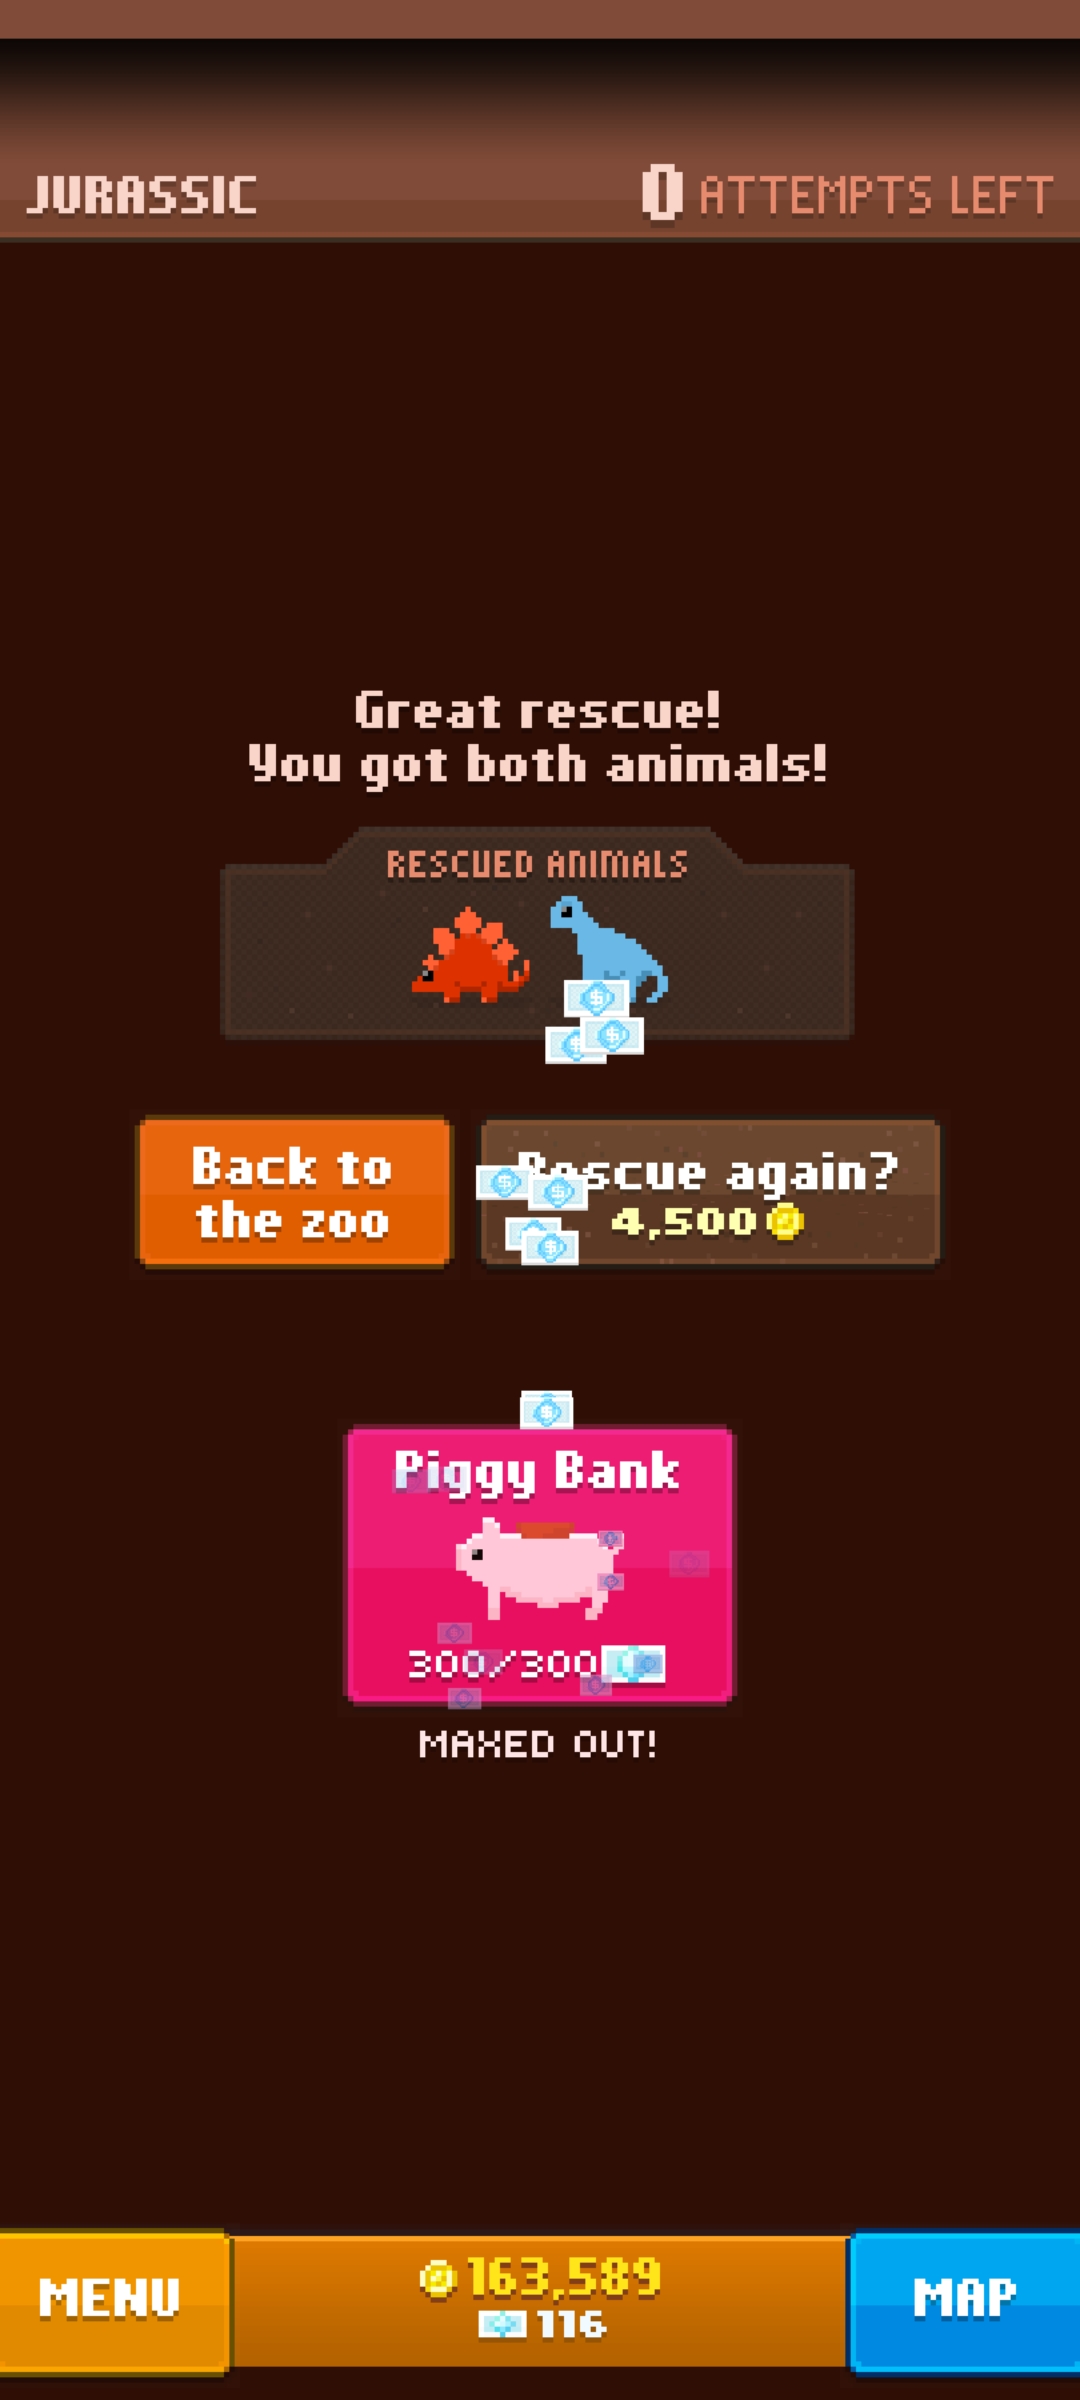 JURASSIC
0 ATTEMPTS LEFT
Great rescue!
You got both animals!
RESCUED ANIMALS
Back to
the zoo
Rescue again?
4,500
Piggy Bank
300/300
MAXED OUT!
MENU
163,589
116
MAP